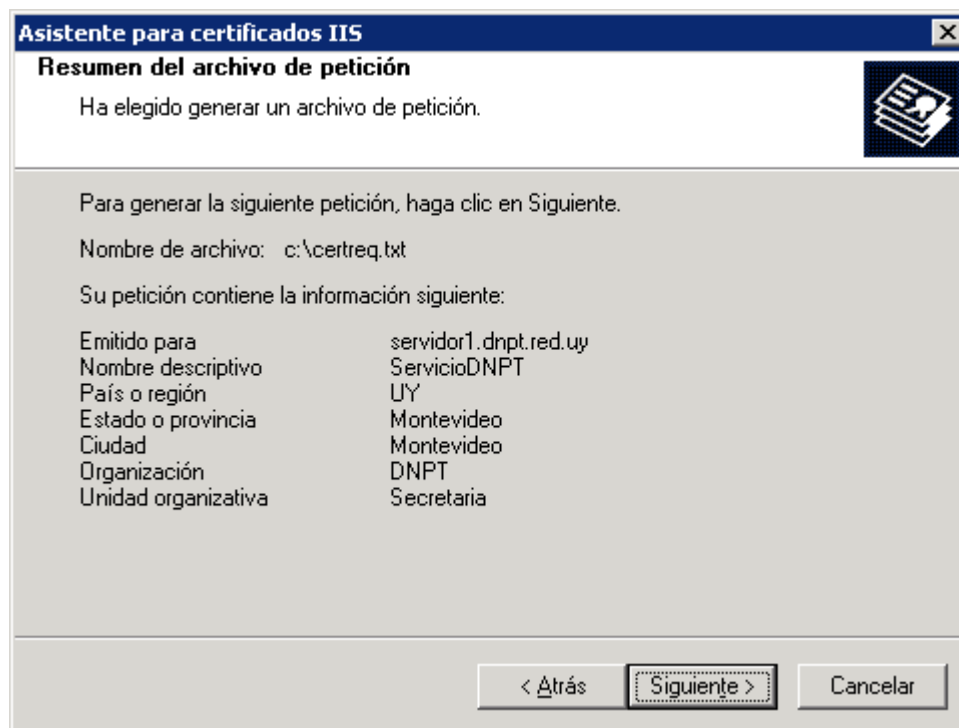 Asistente para certificados IIS
Resumen del archivo de petición
Ha elegido generar un archivo de petición.
Para generar la siguiente petición, haga clic en Siguiente.
Nombre de archivo: c:\certreq.txt
Su petición contiene la información siguiente:
Emitido para servidor1.dnpt.red.uy
Nombre descriptivo ServicioDNPT
País o región UY
Estado o provincia Montevideo
Ciudad Montevideo
Organización DNPT
Unidad organizativa Secretaria
< Atrás Siguiente > Cancelar